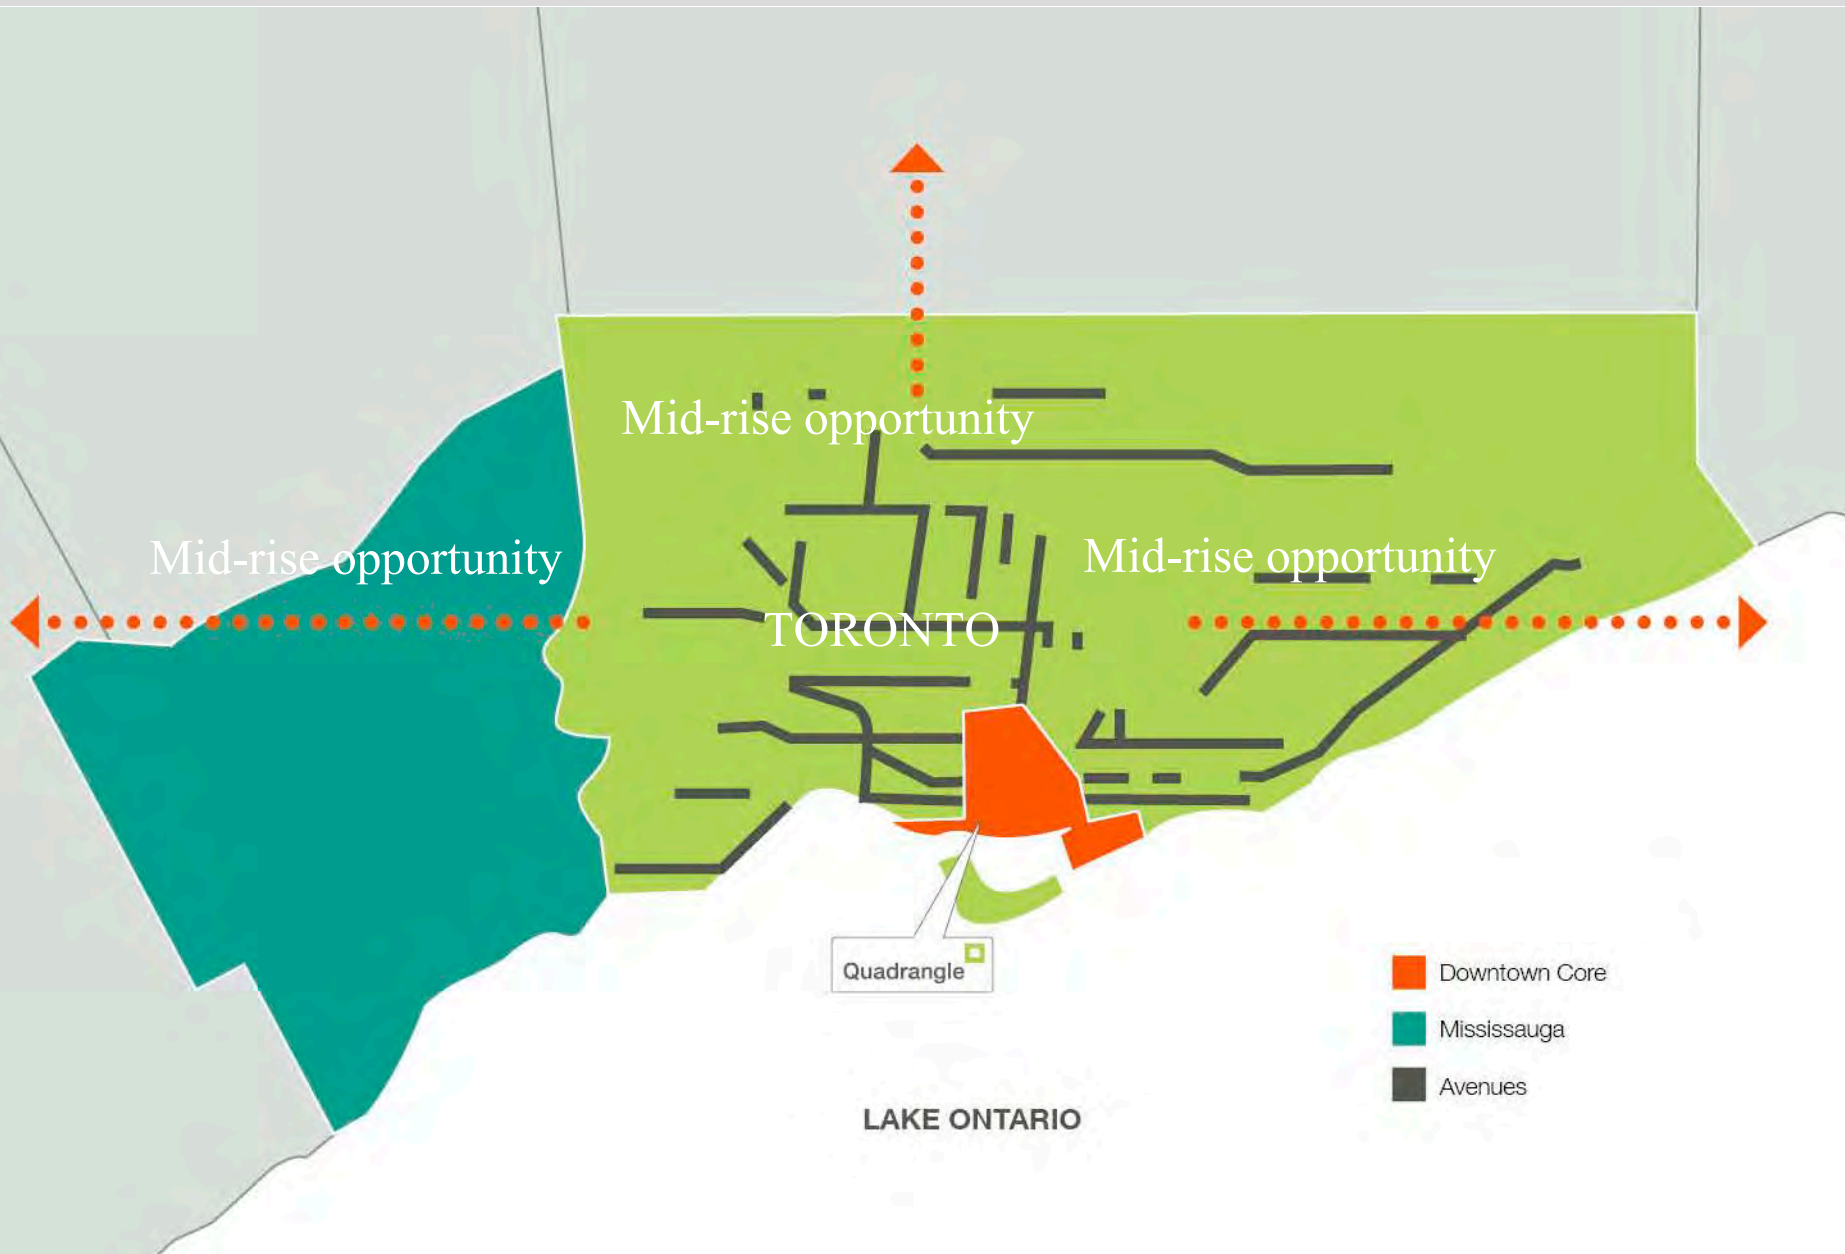 Mid-rise opportunity
Mid-rise opportunity
Mid-rise opportunity
TORONTO
Quadrangle
Downtown Core
Mississauga
Avenues
LAKE ONTARIO